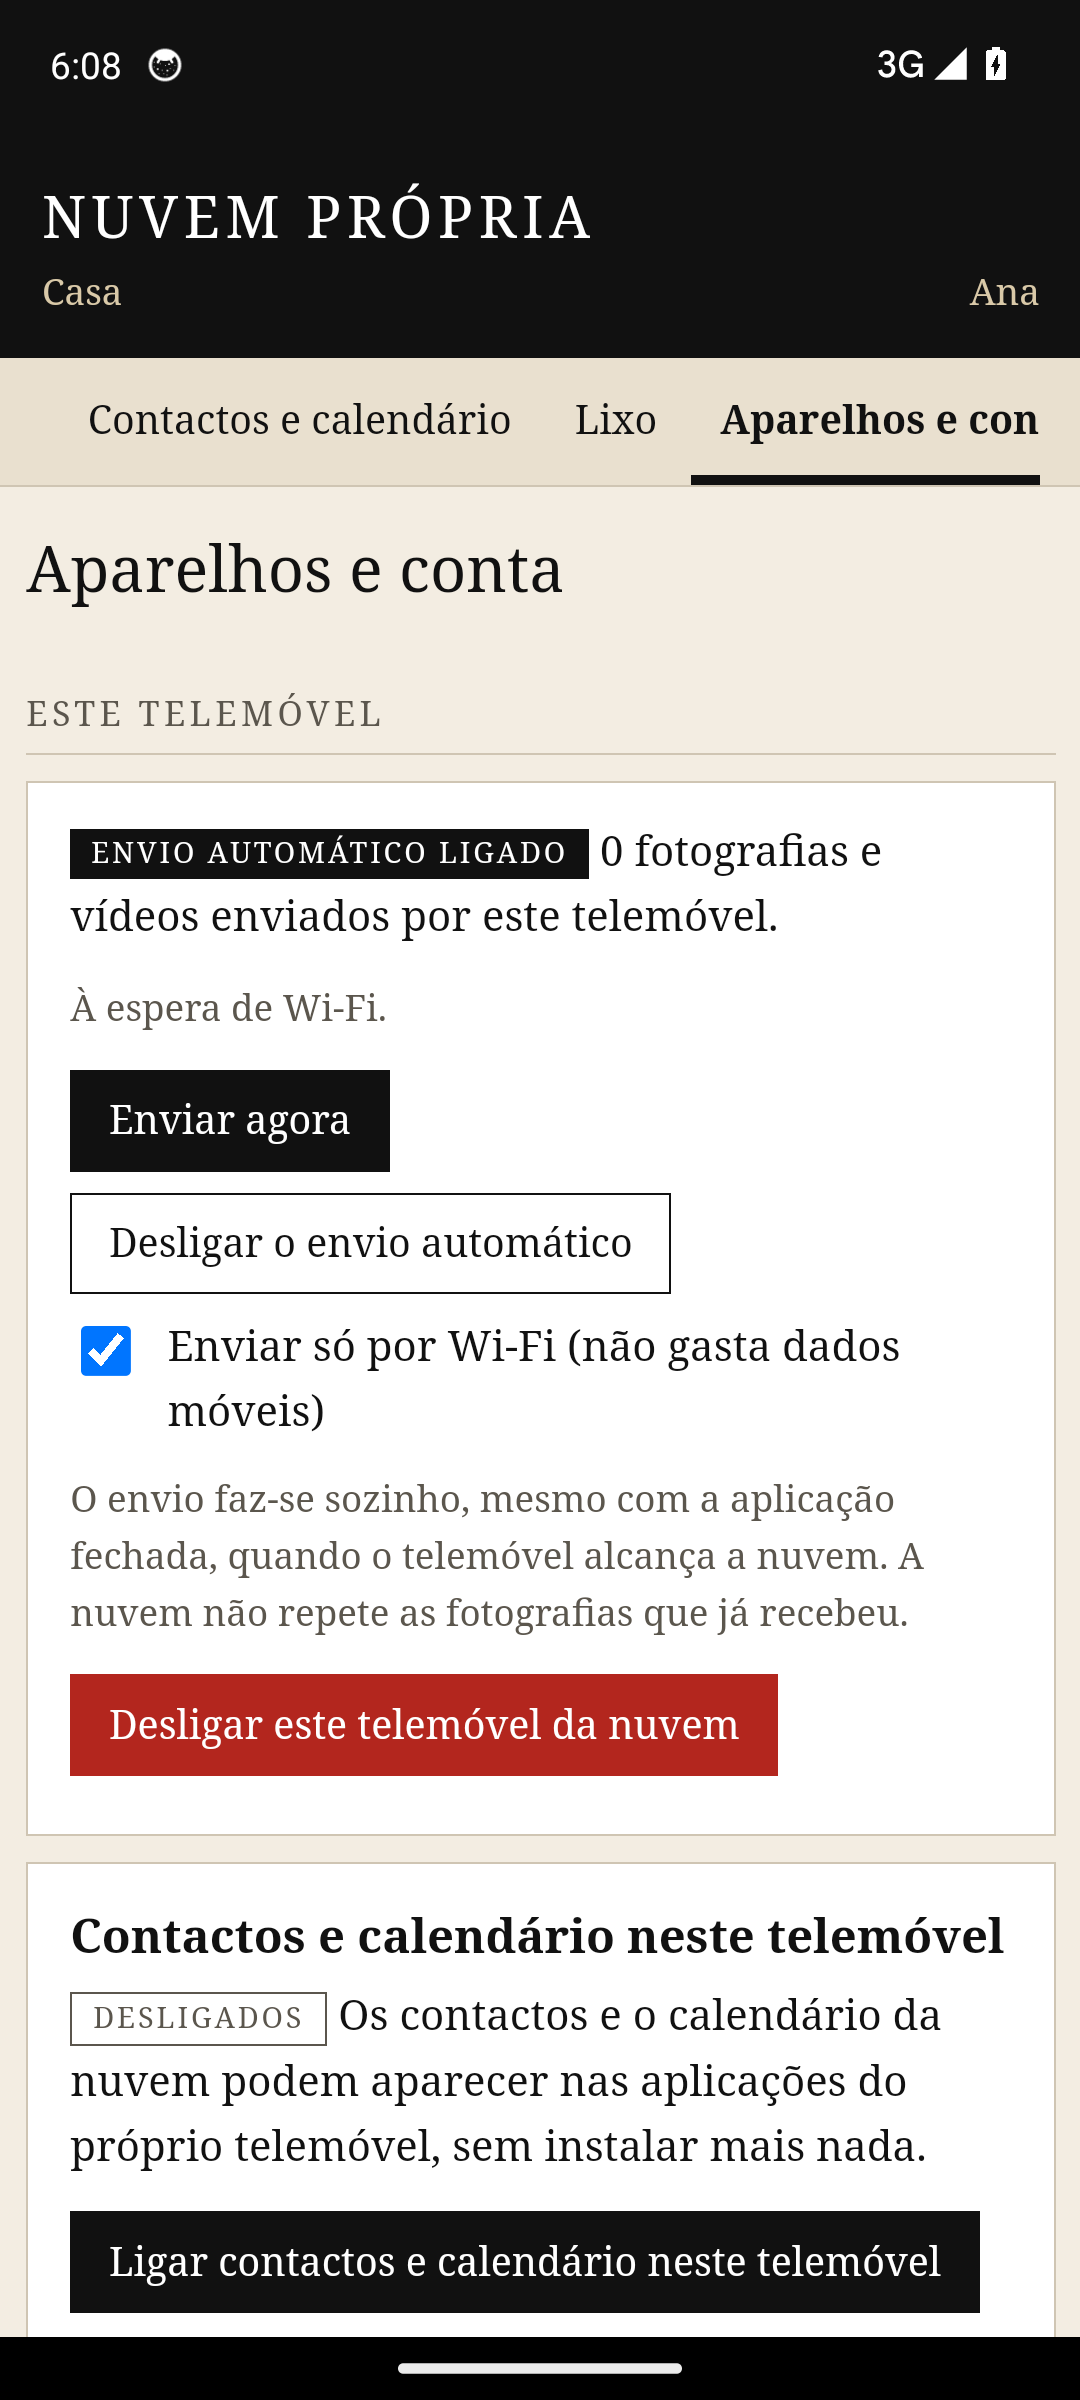 6:08
3G
NUVEM PRÓPRIA
Casa
Ana
Contactos e calendário
Lixo
Aparelhos e con
Aparelhos e conta
ESTE TELEMÓVEL
ENVIO AUTOMÁTICO LIGADO 0 fotografias e
vídeos enviados por este telemóvel.
À espera de Wi-Fi.
Enviar agora
Desligar o envio automático
Enviar só por Wi-Fi (não gasta dados
móveis)
O envio faz-se sozinho, mesmo com a aplicação
fechada, quando o telemóvel alcança a nuvem. A
nuvem não repete as fotografias que já recebeu.
Desligar este telemóvel da nuvem
Contactos e calendário neste telemóvel
DESLIGADOS Os contactos e o calendário da
nuvem podem aparecer nas aplicações do
próprio telemóvel, sem instalar mais nada.
Ligar contactos e calendário neste telemóvel